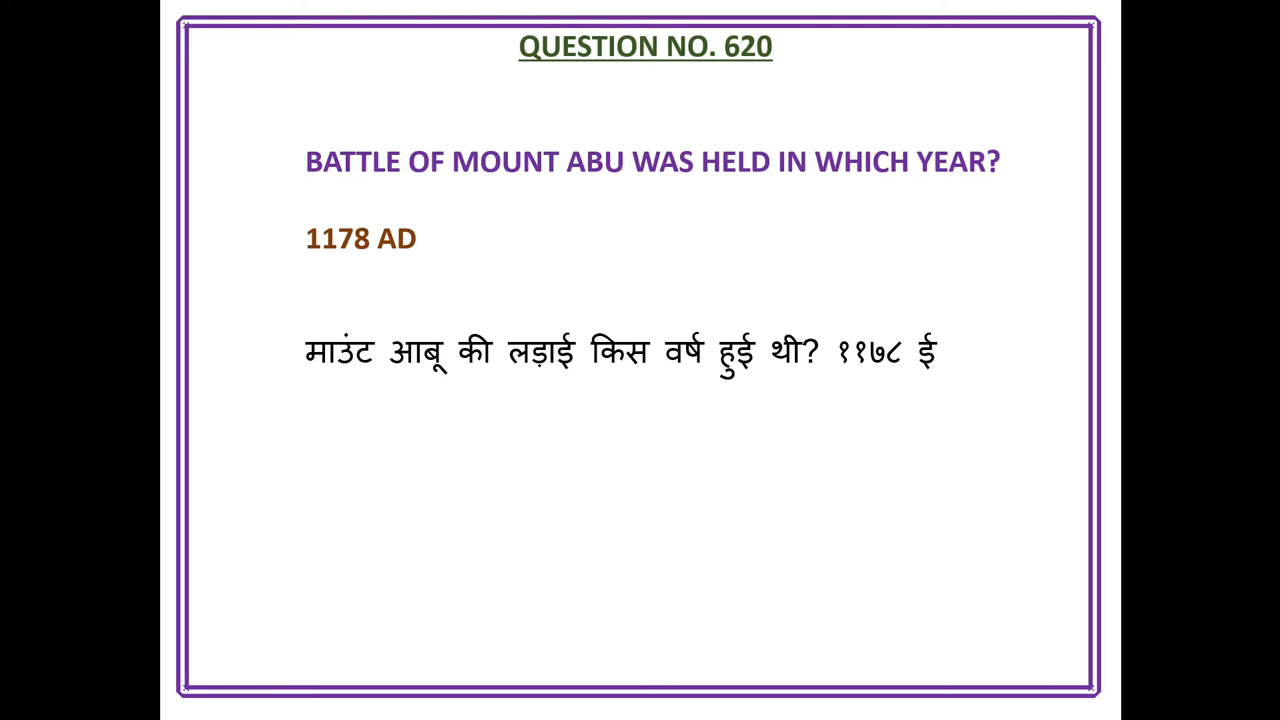 QUESTION NO. 620
BATTLE OF MOUNT ABU WAS HELD IN WHICH YEAR?
1178 AD
माउंट आबू की लड़ाई किस वर्ष हुई थी? ११७८ ई